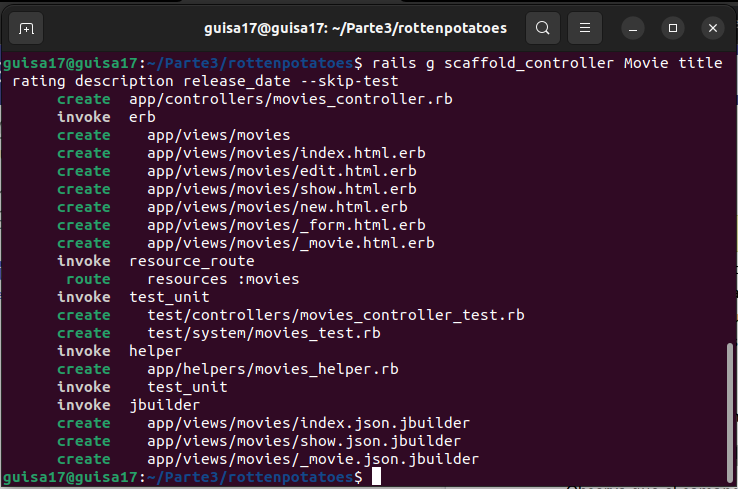 guisa17@guisa17: ~/Parte3/rottenpotatoes
guisa17@guisa17:~/Parte3/rottenpotatoes$ rails g scaffold_controller Movie title
rating description release_date --skip-test
create app/controllers/movies_controller.rb
invoke erb
create app/views/movies
create app/views/movies/index.html.erb
create app/views/movies/edit.html.erb
create app/views/movies/show.html.erb
create app/views/movies/new.html.erb
create app/views/movies/_form.html.erb
create app/views/movies/_movie.html.erb
invoke resource_route
route resources :movies
invoke test_unit
create test/controllers/movies_controller_test.rb
create test/system/movies_test.rb
invoke helper
create app/helpers/movies_helper.rb
invoke test_unit
invoke jbuilder
create app/views/movies/index.json.jbuilder
create app/views/movies/show.json.jbuilder
create app/views/movies/_movie.json.jbuilder
guisa17@guisa17:~/Parte3/rottenpotatoes$